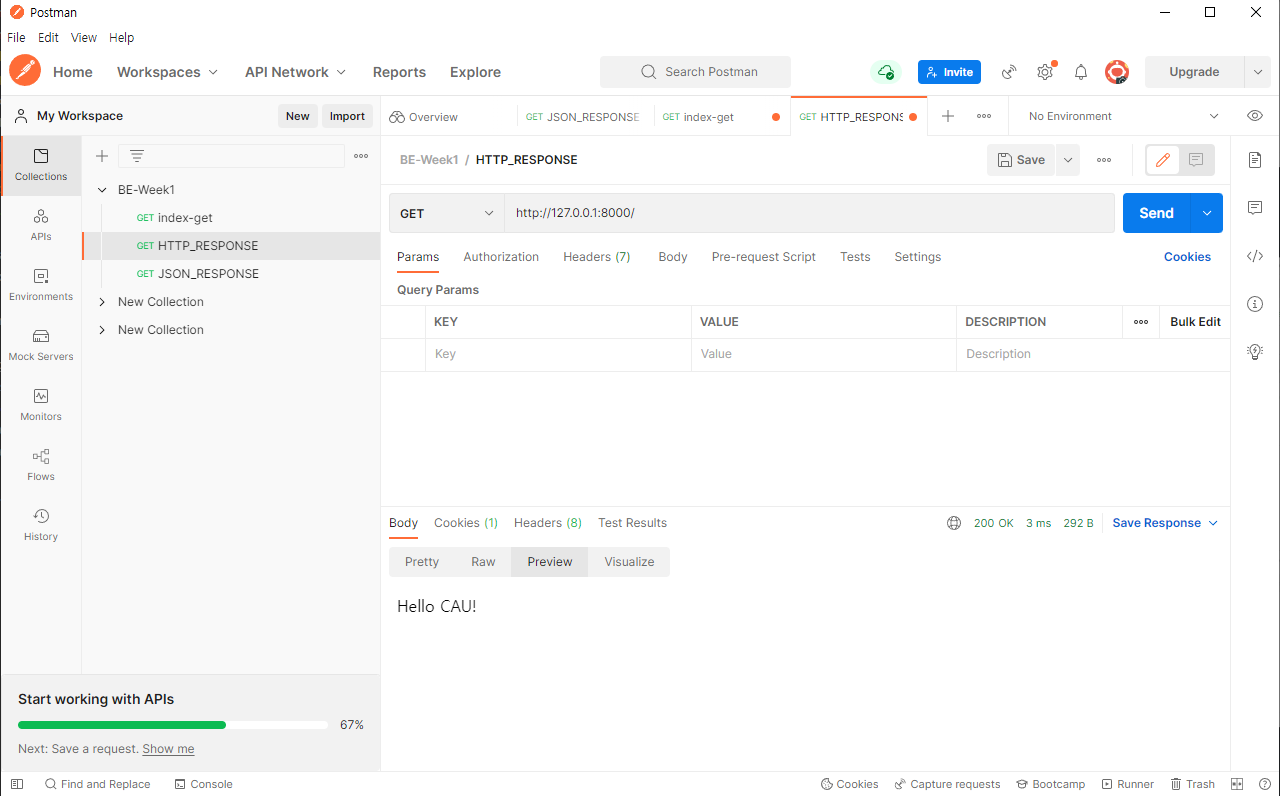 Postman
File Edit View Help
Home Workspaces API Network Reports Explore Search Postman Invite Upgrade
My Workspace New Import Overview GET JSON_RESPONSE GET index-get GET HTTP_RESPONS No Environment
Collections
APIs
Environments
Mock Servers
Monitors
Flows
History
BE-Week1
GET index-get
GET HTTP_RESPONSE
GET JSON_RESPONSE
New Collection
New Collection
Start working with APIs
67%
Next: Save a request. Show me
BE-Week1 / HTTP_RESPONSE Save
GET http://127.0.0.1:8000/ Send
Params Authorization Headers (7) Body Pre-request Script Tests Settings Cookies
Query Params
KEY VALUE DESCRIPTION Bulk Edit
Key Value Description
Body Cookies (1) Headers (8) Test Results 200 OK 3 ms 292 B Save Response
Pretty Raw Preview Visualize
Hello CAU!
Find and Replace Console Cookies Capture requests Bootcamp Runner Trash